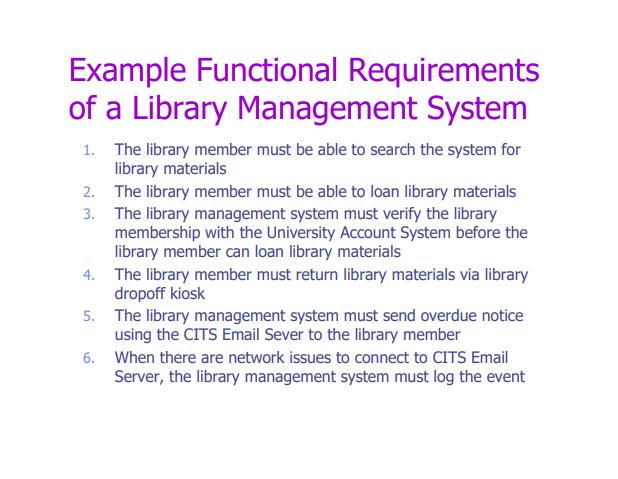 Example Functional Requirements
of a Library Management System
1. The library member must be able to search the system for
library materials
2. The library member must be able to loan library materials
3. The library management system must verify the library
membership with the University Account System before the
library member can loan library materials
4. The library member must return library materials via library
dropoff kiosk
5. The library management system must send overdue notice
using the CITS Email Sever to the library member
6. When there are network issues to connect to CITS Email
Server, the library management system must log the event